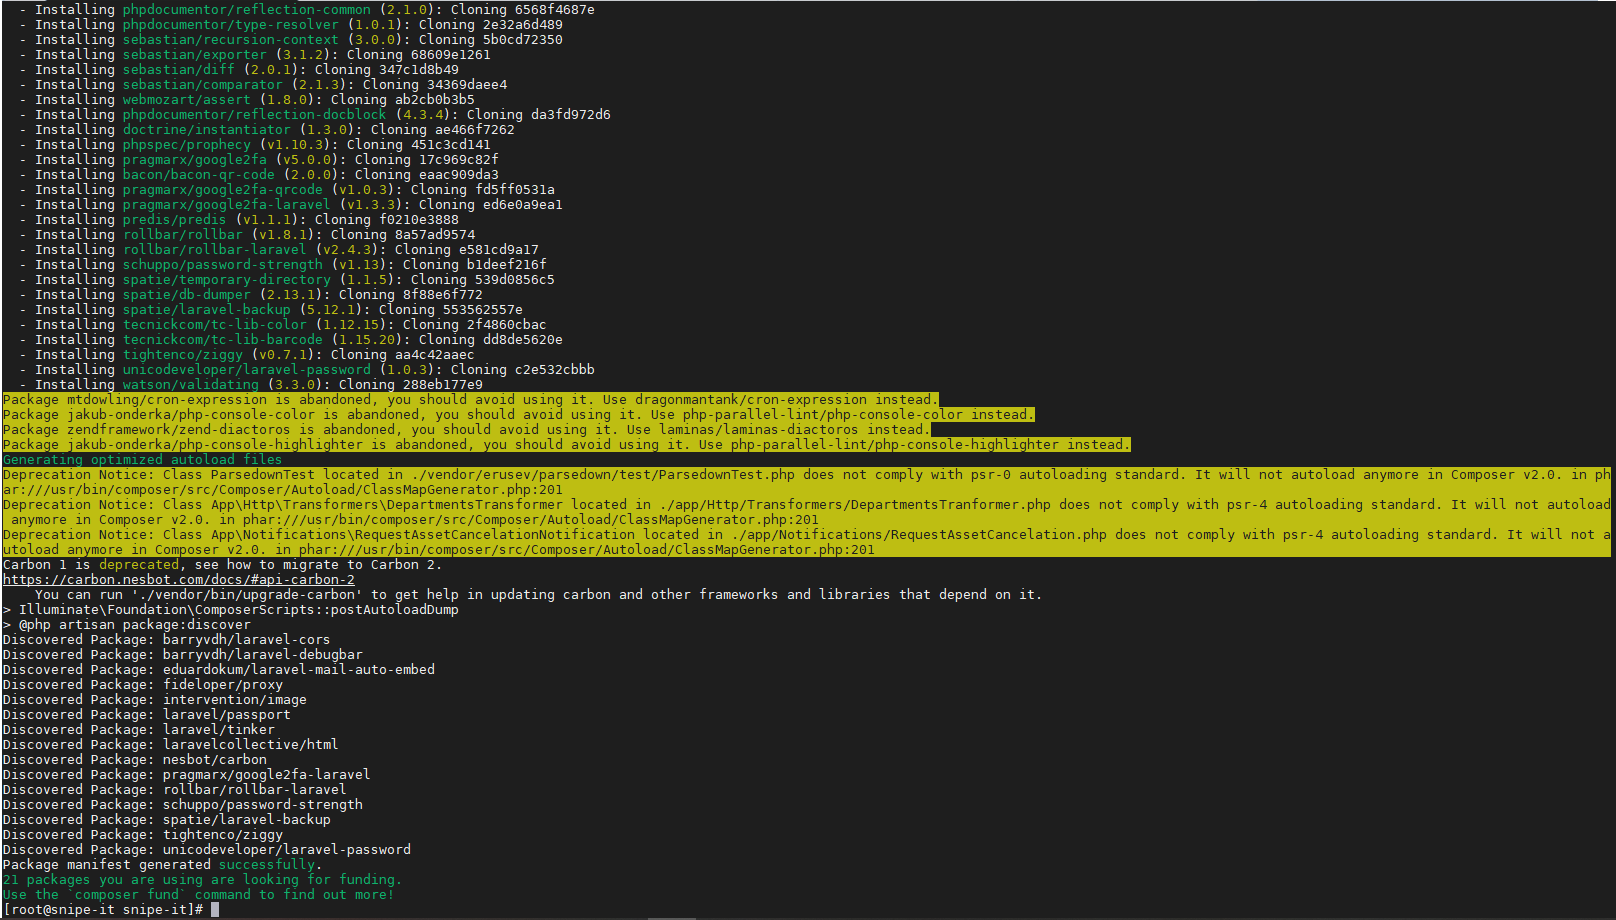 - Installing phpdocumentor/reflection-common (2.1.0): Cloning 6568f4687e
- Installing phpdocumentor/type-resolver (1.0.1): Cloning 2e32a6d489
- Installing sebastian/recursion-context (3.0.0): Cloning 5b0cd72350
- Installing sebastian/exporter (3.1.2): Cloning 68609e1261
- Installing sebastian/diff (2.0.1): Cloning 347c1d8b49
- Installing sebastian/comparator (2.1.3): Cloning 34369daee4
- Installing webmozart/assert (1.8.0): Cloning ab2cb0b3b5
- Installing phpdocumentor/reflection-docblock (4.3.4): Cloning da3fd972d6
- Installing doctrine/instantiator (1.3.0): Cloning ae466f7262
- Installing phpspec/prophecy (v1.10.3): Cloning 451c3cd141
- Installing pragmarx/google2fa (v5.0.0): Cloning 17c969c82f
- Installing bacon/bacon-qr-code (2.0.0): Cloning eaac909da3
- Installing pragmarx/google2fa-qrcode (v1.0.3): Cloning fd5ff0531a
- Installing pragmarx/google2fa-laravel (v1.3.3): Cloning ed6e0a9ea1
- Installing predis/predis (v1.1.1): Cloning f0210e3888
- Installing rollbar/rollbar (v1.8.1): Cloning 8a57ad9574
- Installing rollbar/rollbar-laravel (v2.4.3): Cloning e581cd9a17
- Installing schuppo/password-strength (v1.13): Cloning b1deef216f
- Installing spatie/temporary-directory (1.1.5): Cloning 539d0856c5
- Installing spatie/db-dumper (2.13.1): Cloning 8f88e6f772
- Installing spatie/laravel-backup (5.12.1): Cloning 553562557e
- Installing tecnickcom/tc-lib-color (1.12.15): Cloning 2f4860cbac
- Installing tecnickcom/tc-lib-barcode (1.15.20): Cloning dd8de5620e
- Installing tightenco/ziggy (v0.7.1): Cloning aa4c42aaec
- Installing unicodeveloper/laravel-password (1.0.3): Cloning c2e532cbbb
- Installing watson/validating (3.3.0): Cloning 288eb177e9
Package mtdowling/cron-expression is abandoned, you should avoid using it. Use dragonmantank/cron-expression instead.
Package jakub-onderka/php-console-color is abandoned, you should avoid using it. Use php-parallel-lint/php-console-color instead.
Package zendframework/zend-diactoros is abandoned, you should avoid using it. Use laminas/laminas-diactoros instead.
Package jakub-onderka/php-console-highlighter is abandoned, you should avoid using it. Use php-parallel-lint/php-console-highlighter instead.
Generating optimized autoload files
Deprecation Notice: Class ParsedownTest located in ./vendor/erusev/parsedown/test/ParsedownTest.php does not comply with psr-0 autoloading standard. It will not autoload anymore in Composer v2.0. in ph
ar:///usr/bin/composer/src/Composer/Autoload/ClassMapGenerator.php:201
Deprecation Notice: Class App\Http\Transformers\DepartmentsTransformer located in ./app/Http/Transformers/DepartmentsTranformer.php does not comply with psr-4 autoloading standard. It will not autoload
anymore in Composer v2.0. in phar:///usr/bin/composer/src/Composer/Autoload/ClassMapGenerator.php:201
Deprecation Notice: Class App\Notifications\RequestAssetCancelationNotification located in ./app/Notifications/RequestAssetCancelation.php does not comply with psr-4 autoloading standard. It will not a
utoload anymore in Composer v2.0. in phar:///usr/bin/composer/src/Composer/Autoload/ClassMapGenerator.php:201
Carbon 1 is deprecated, see how to migrate to Carbon 2.
https://carbon.nesbot.com/docs/#api-carbon-2
You can run './vendor/bin/upgrade-carbon' to get help in updating carbon and other frameworks and libraries that depend on it.
> Illuminate\Foundation\ComposerScripts::postAutoloadDump
> @php artisan package:discover
Discovered Package: barryvdh/laravel-cors
Discovered Package: barryvdh/laravel-debugbar
Discovered Package: eduardokum/laravel-mail-auto-embed
Discovered Package: fideloper/proxy
Discovered Package: intervention/image
Discovered Package: laravel/passport
Discovered Package: laravel/tinker
Discovered Package: laravelcollective/html
Discovered Package: nesbot/carbon
Discovered Package: pragmarx/google2fa-laravel
Discovered Package: rollbar/rollbar-laravel
Discovered Package: schuppo/password-strength
Discovered Package: spatie/laravel-backup
Discovered Package: tightenco/ziggy
Discovered Package: unicodeveloper/laravel-password
Package manifest generated successfully.
21 packages you are using are looking for funding.
Use the `composer fund` command to find out more!
[root@snipe-it snipe-it]#